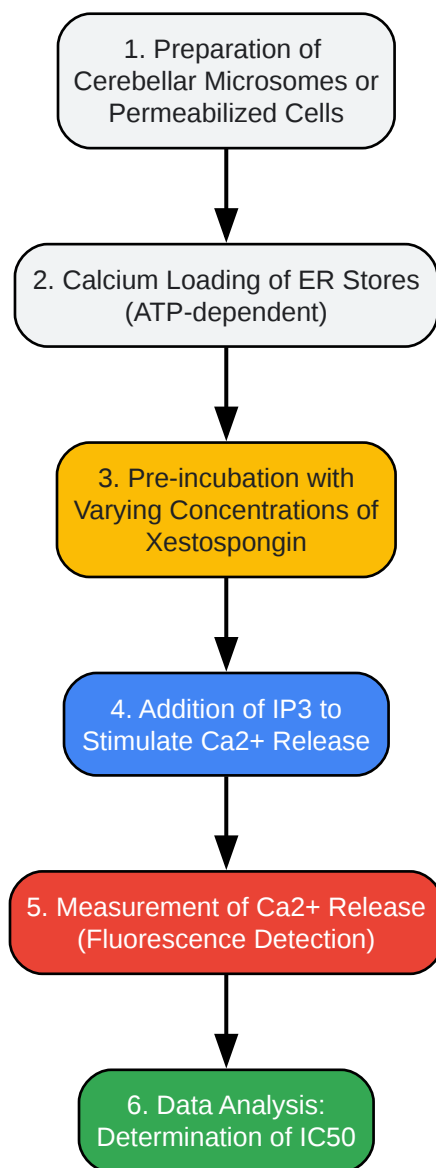 1. Preparation of
Cerebellar Microsomes or
Permeabilized Cells
2. Calcium Loading of ER Stores
(ATP-dependent)
3. Pre-incubation with
Varying Concentrations of
Xestospongin
4. Addition of IP3 to
Stimulate Ca2+ Release
5. Measurement of Ca2+ Release
(Fluorescence Detection)
6. Data Analysis:
Determination of IC50